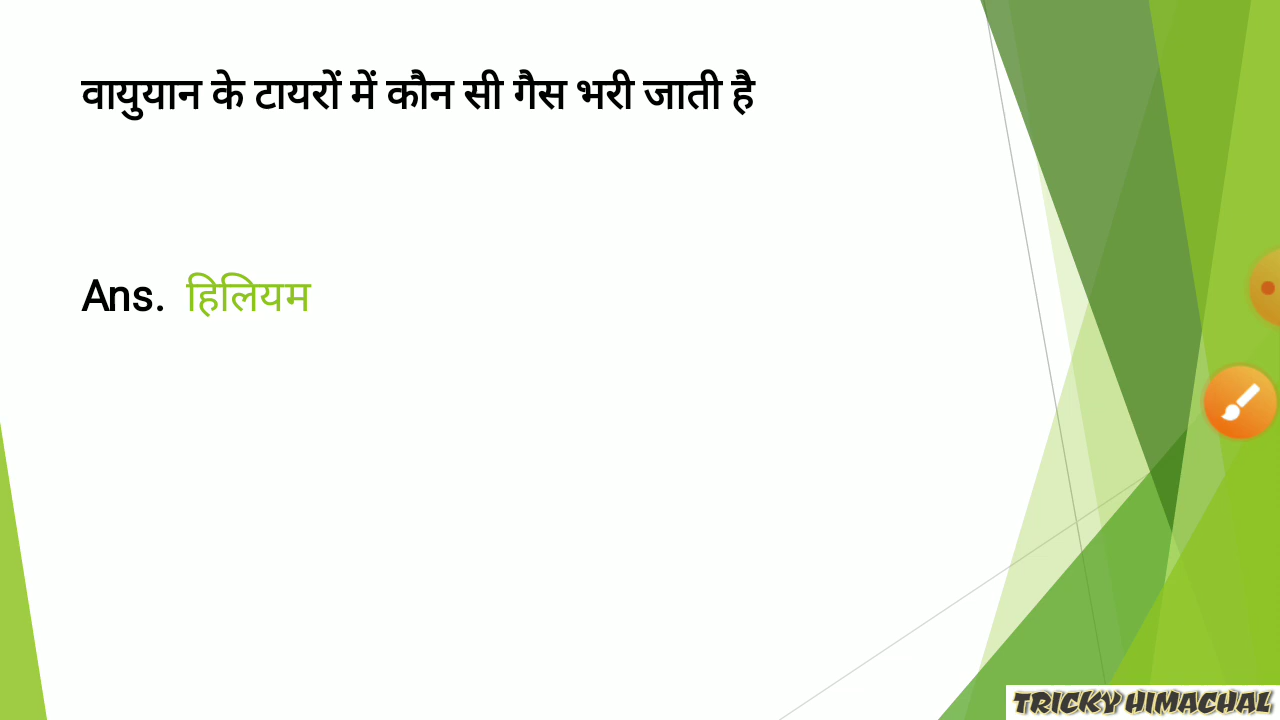 वायुयान के टायरों में कौन सी गैस भरी जाती है
Ans. हिलियम
TRICKY HIMACHAL